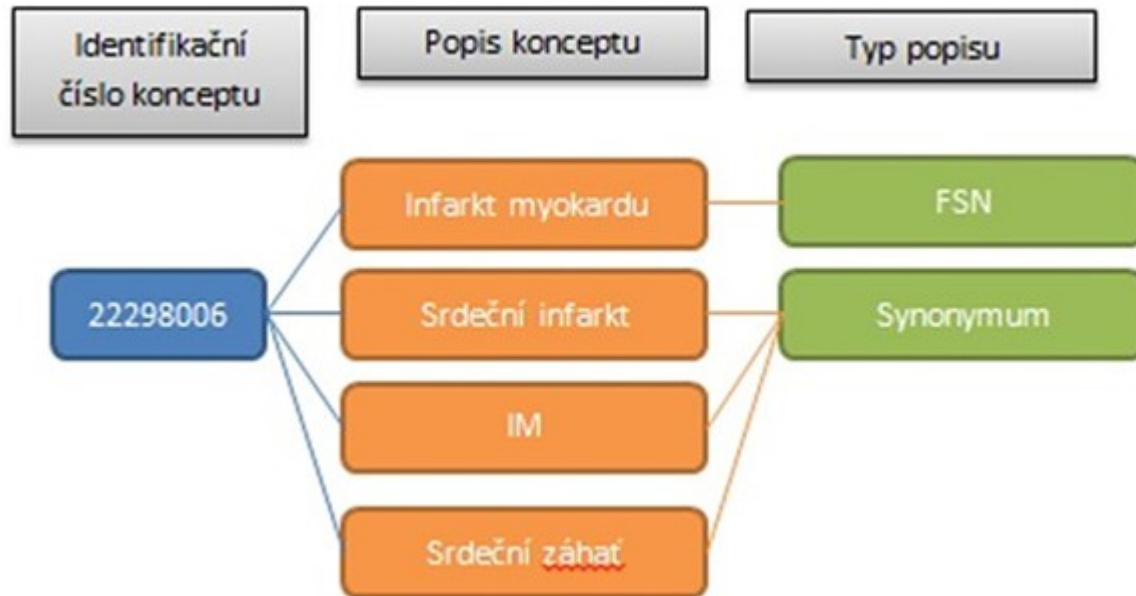 Identifikační
číslo konceptu
Popis konceptu
Typ popisu
Infarkt myokardu
FSN
22298006
Srdeční infarkt
Synonymum
IM
Srdeční záhať